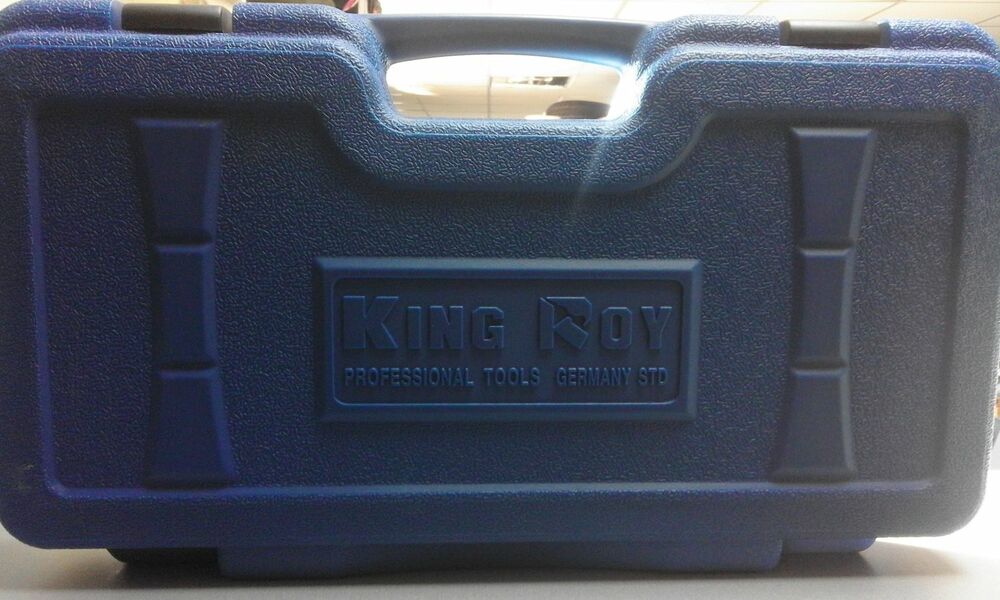 KING ROY
PROFESSIONAL TOOLS GERMANY STD